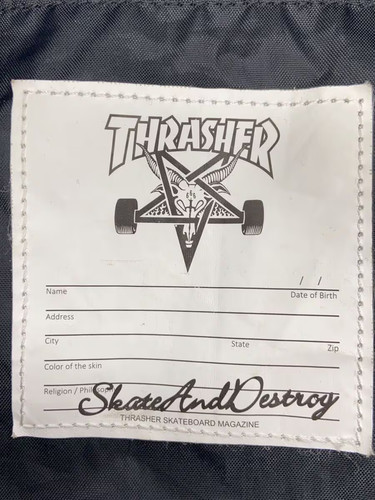 THRASHER
/ /
Name Date of Birth
Address
City State Zip
Color of the skin
Religion / Philosophy
SkateAndDestroy
THRASHER SKATEBOARD MAGAZINE